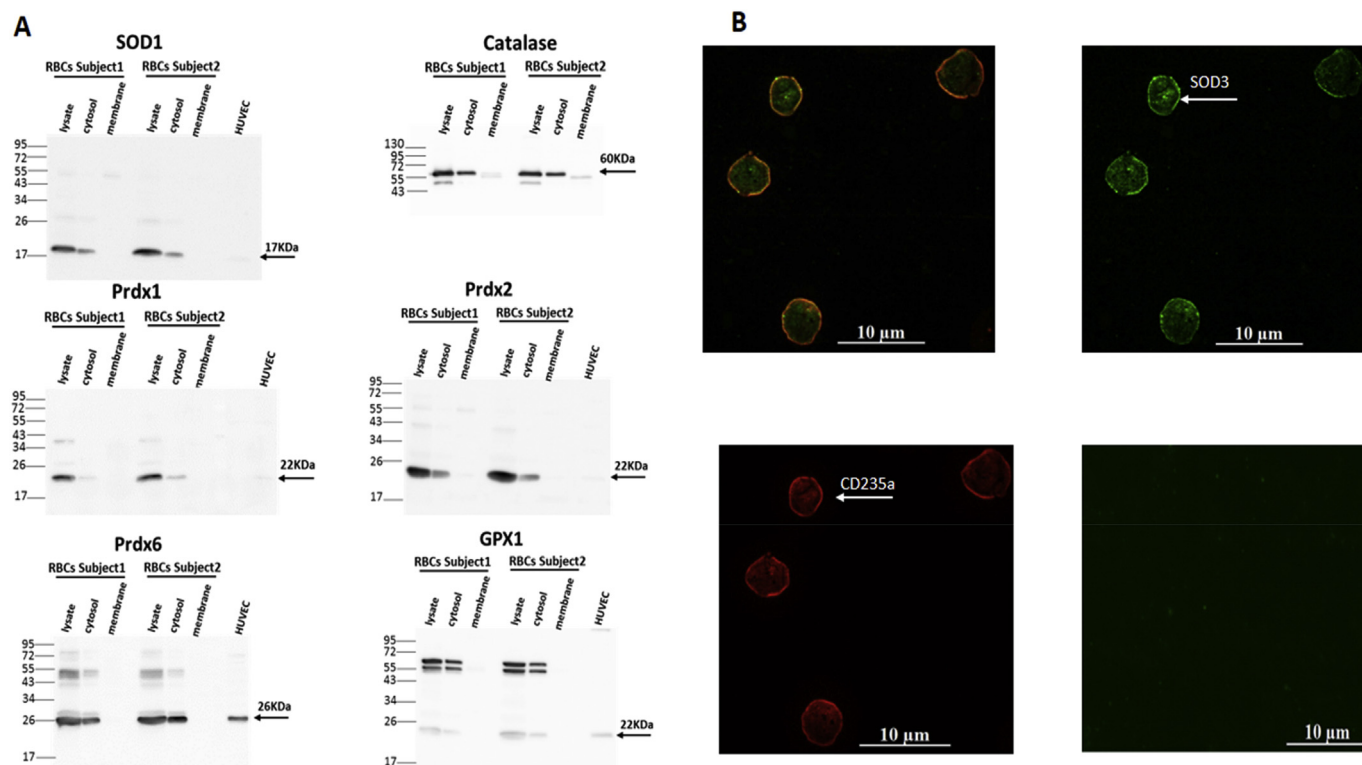 A
B
SOD1
RBCs Subject1 RBCs Subject2
lysate cytosol membrane lysate cytosol membrane HUVEC
95
72
55
43
34
26
17
17KDa
Catalase
RBCs Subject1 RBCs Subject2
lysate cytosol membrane lysate cytosol membrane
130
95
72
55
43
60KDa
Prdx1
RBCs Subject1 RBCs Subject2
lysate cytosol membrane lysate cytosol membrane HUVEC
95
72
55
43
34
26
17
22KDa
Prdx2
RBCs Subject1 RBCs Subject2
lysate cytosol membrane lysate cytosol membrane HUVEC
95
72
55
43
34
26
17
22KDa
Prdx6
RBCs Subject1 RBCs Subject2
lysate cytosol membrane lysate cytosol membrane HUVEC
95
72
55
43
34
26
17
26KDa
GPX1
RBCs Subject1 RBCs Subject2
lysate cytosol membrane lysate cytosol membrane HUVEC
95
72
55
43
34
26
17
22KDa
10 µm
SOD3
10 µm
CD235a
10 µm
10 µm